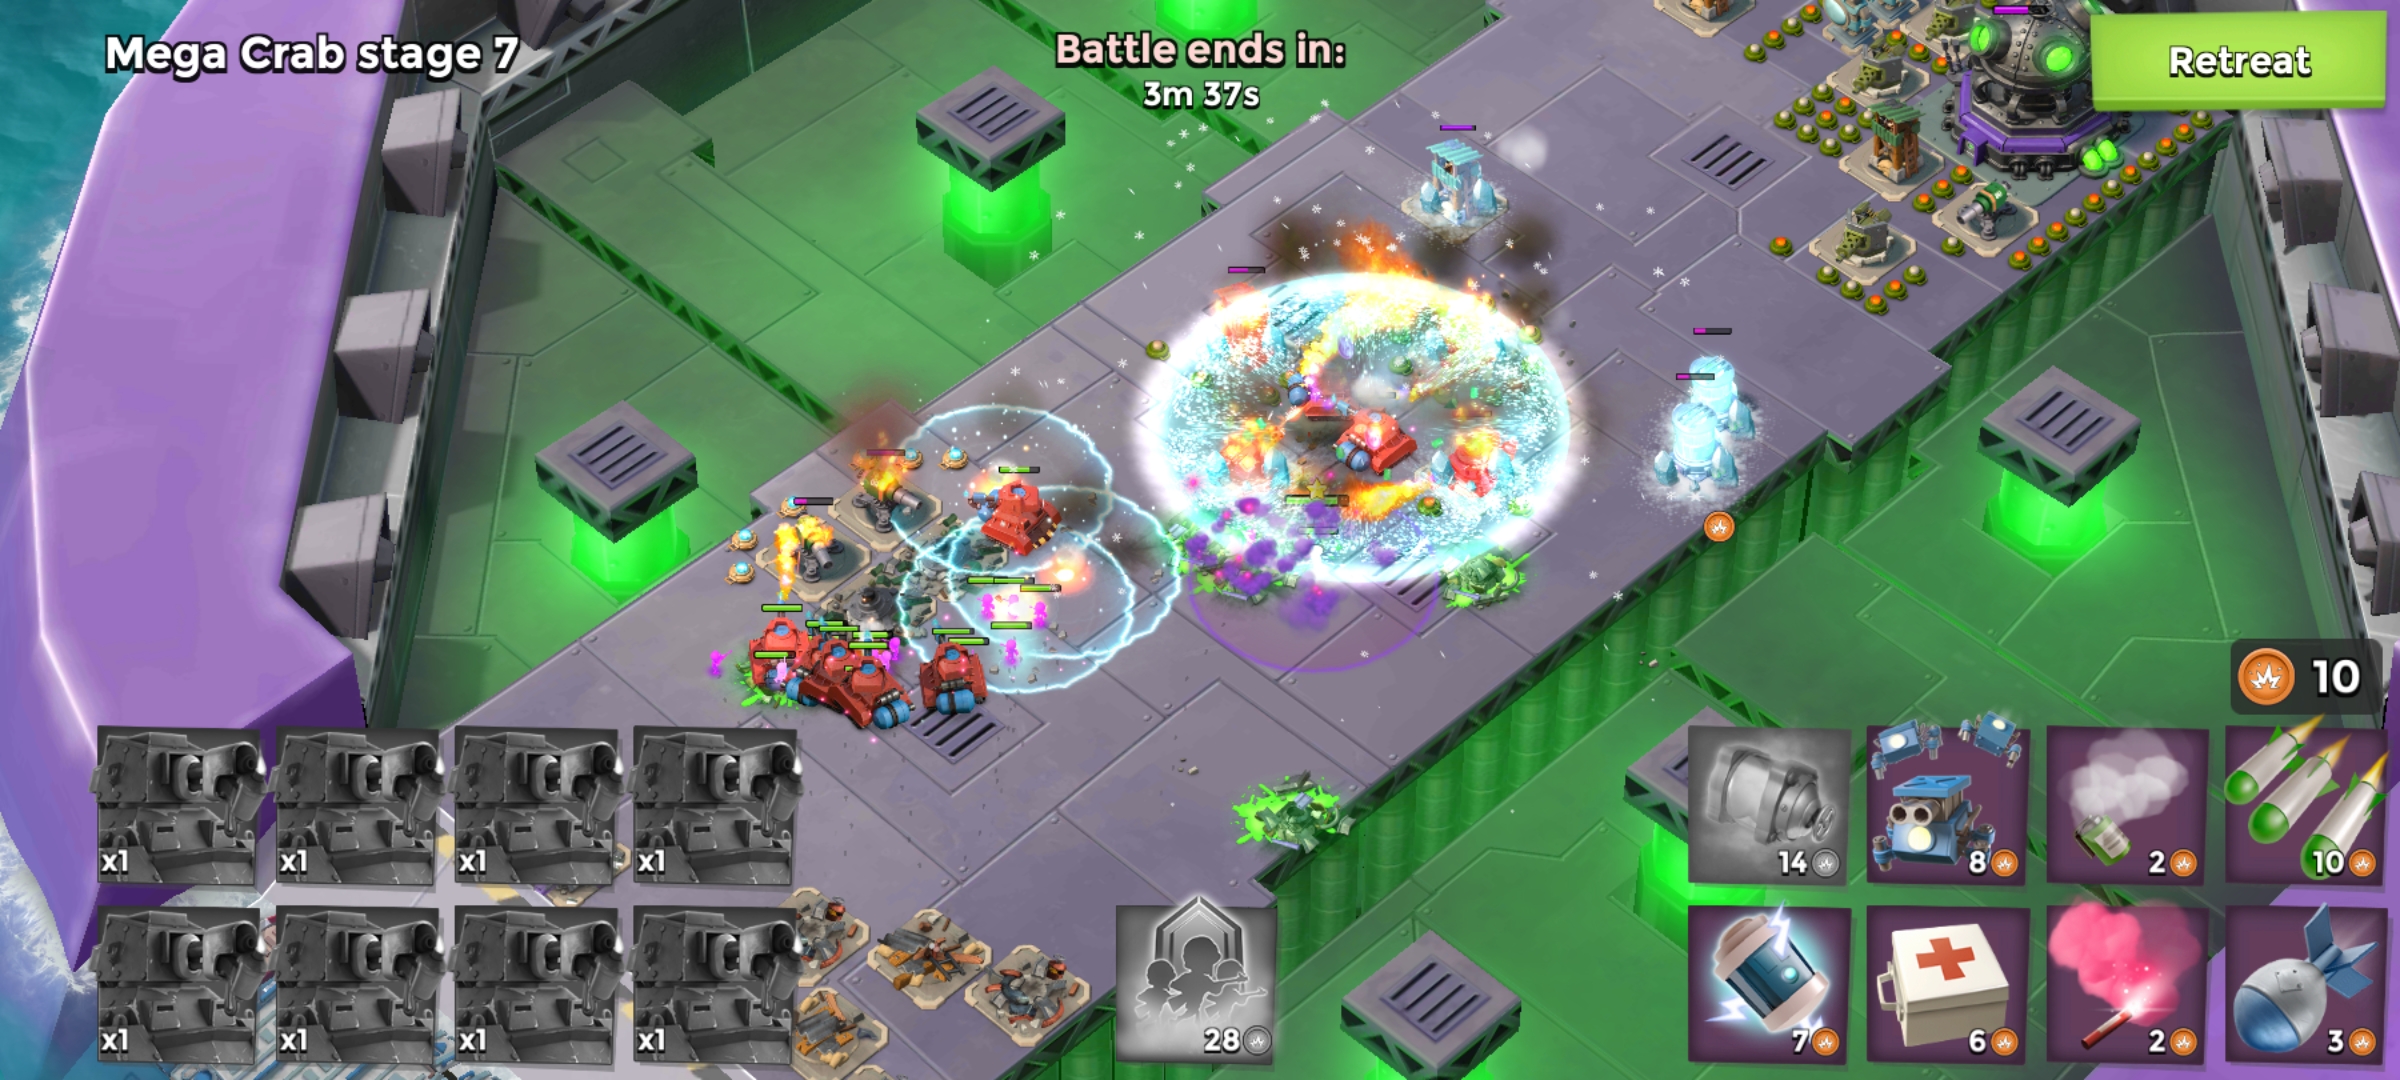 Mega Crab stage 7
Battle ends in:
3m 37s
Retreat
10
x1
x1
x1
x1
14
8
2
10
x1
x1
x1
x1
28
7
6
2
3